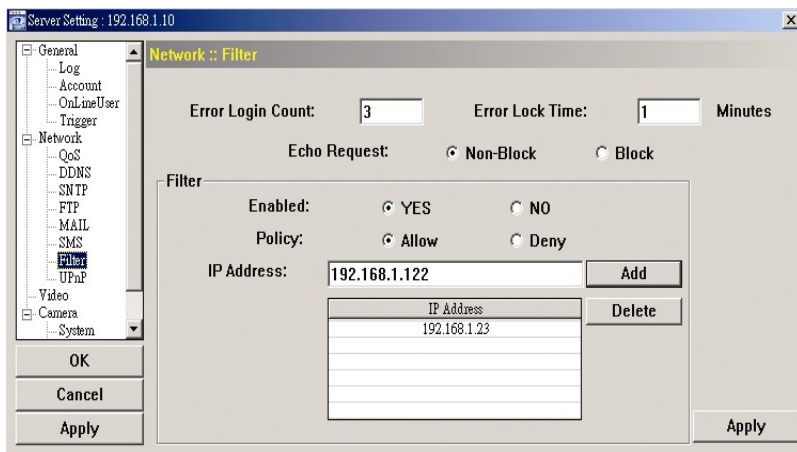 Server Setting : 192.168.1.10
General
Log
Account
OnLineUser
Trigger
Network
QoS
DDNS
SNTP
FTP
MAIL
SMS
Filter
UPnP
Video
Camera
System
OK
Cancel
Apply
Network :: Filter
Error Login Count: 3 Error Lock Time: 1 Minutes
Echo Request: Non-Block Block
Filter
Enabled: YES NO
Policy: Allow Deny
IP Address: 192.168.1.122 Add
IP Address Delete
192.168.1.23
Apply